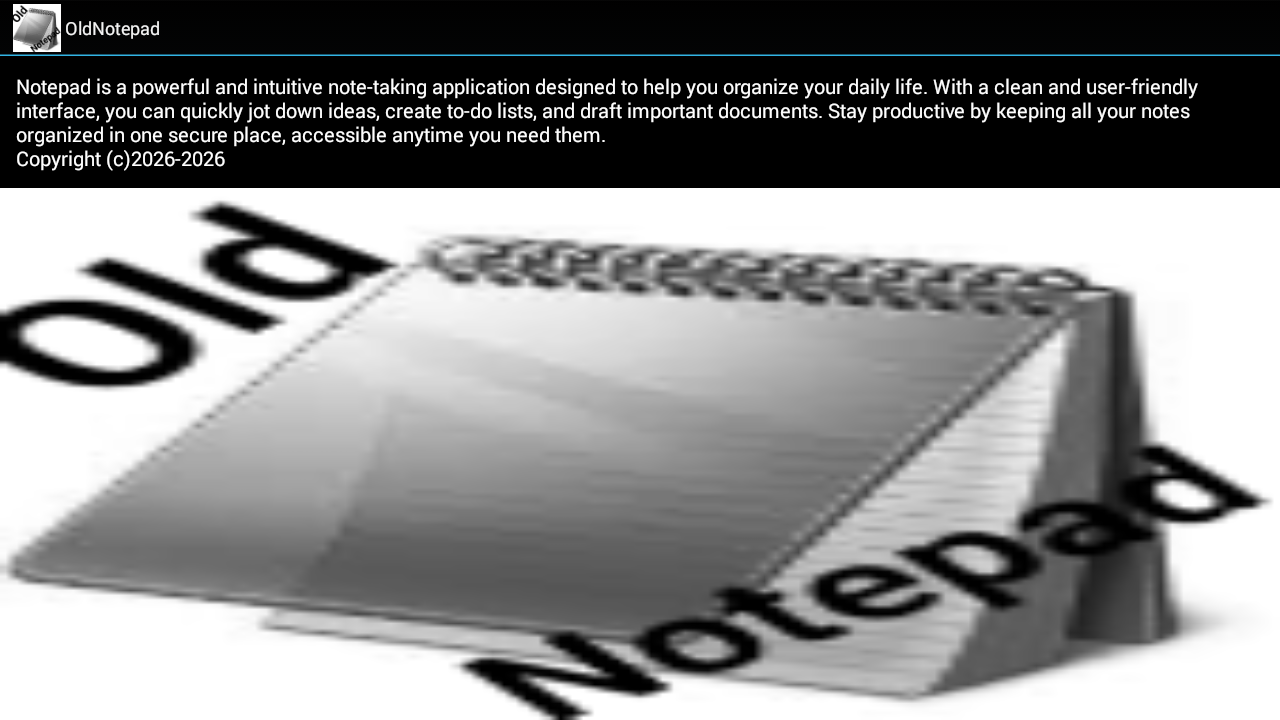 Old
Notepad
OldNotepad
Notepad is a powerful and intuitive note-taking application designed to help you organize your daily life. With a clean and user-friendly
interface, you can quickly jot down ideas, create to-do lists, and draft important documents. Stay productive by keeping all your notes
organized in one secure place, accessible anytime you need them.
Copyright (c)2026-2026
Old
Notepad